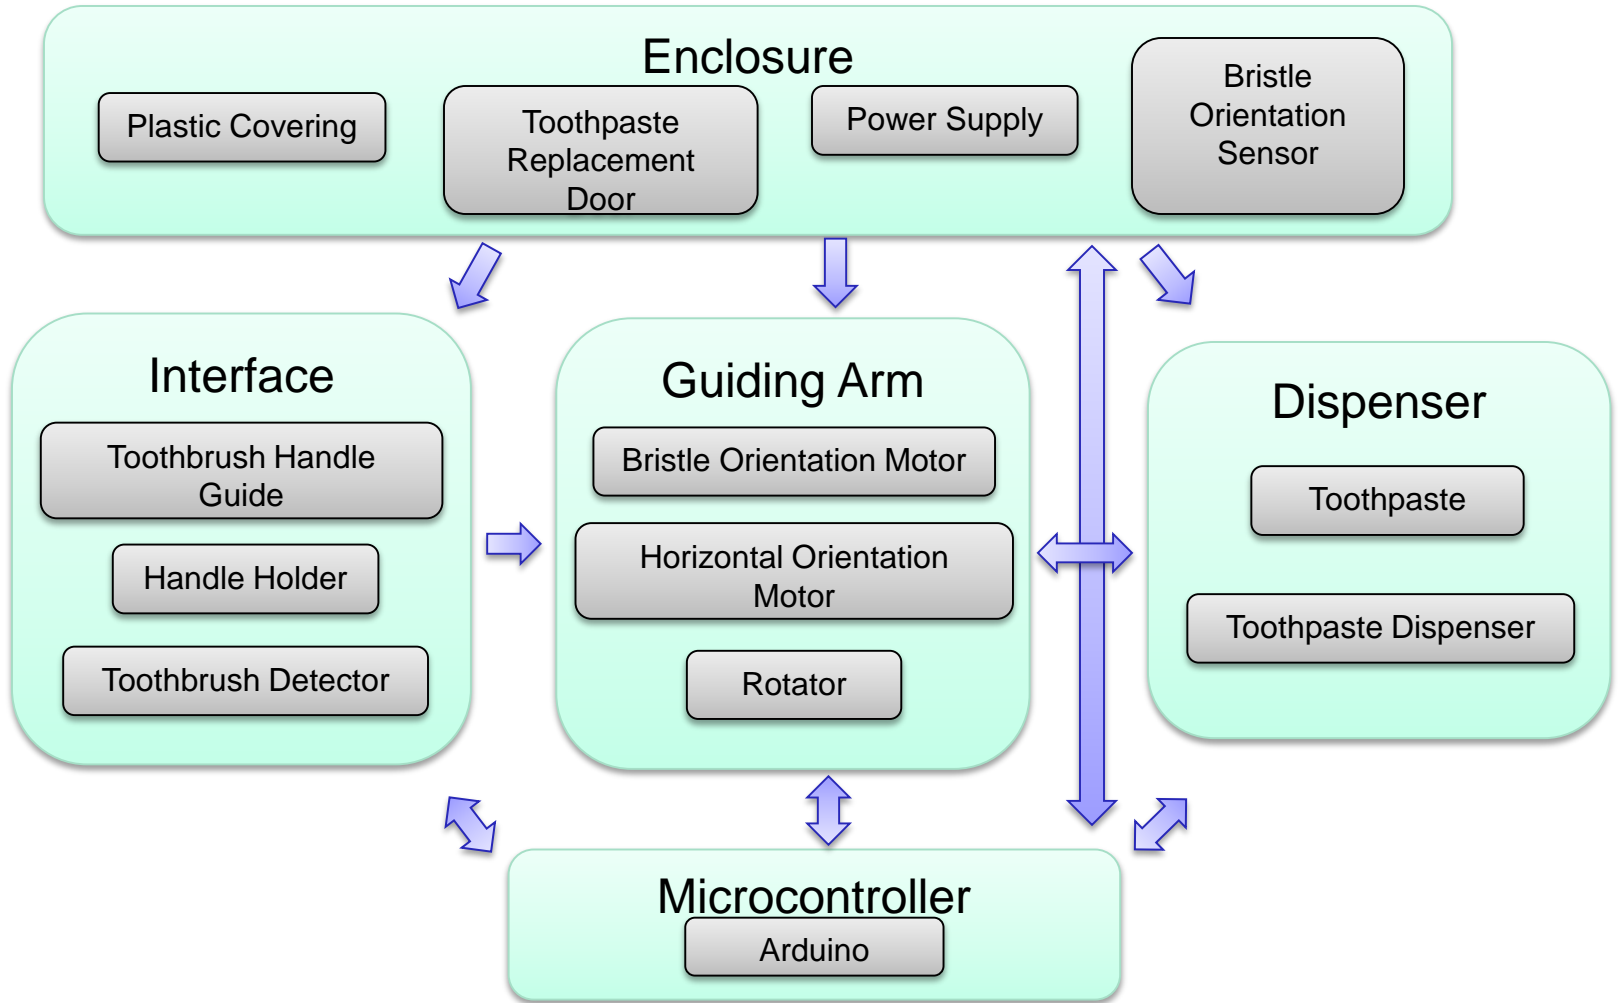 Enclosure
Plastic Covering
Toothpaste
Replacement
Door
Power Supply
Bristle
Orientation
Sensor
Interface
Toothbrush Handle
Guide
Handle Holder
Toothbrush Detector
Guiding Arm
Bristle Orientation Motor
Horizontal Orientation
Motor
Rotator
Dispenser
Toothpaste
Toothpaste Dispenser
Microcontroller
Arduino